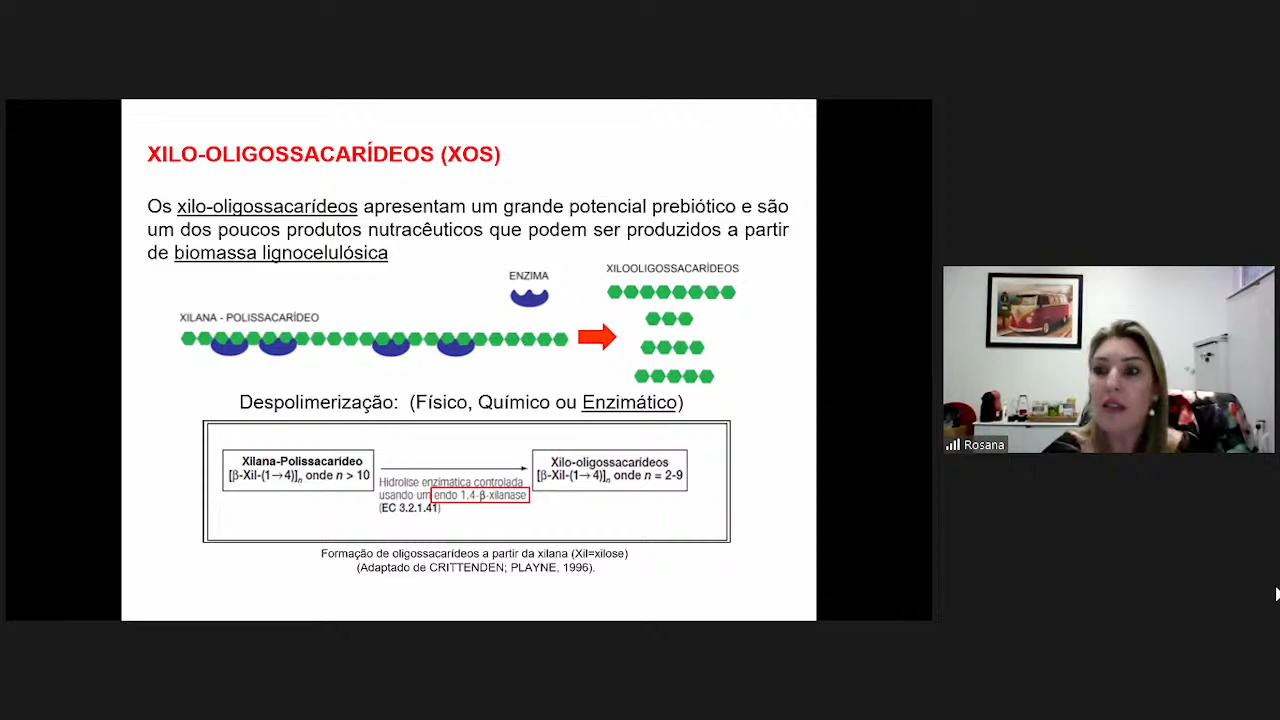 XILO-OLIGOSSACARÍDEOS (XOS)
Os xilo-oligossacarídeos apresentam um grande potencial prebiótico e são
um dos poucos produtos nutracêuticos que podem ser produzidos a partir
de biomassa lignocelulósica
ENZIMA
XILOOLIGOSSACARÍDEOS
XILANA - POLISSACARÍDEO
Despolimerização: (Físico, Químico ou Enzimático)
Xilana-Polissacarídeo
[β-Xil-(1→4)]n onde n > 10
Hidrolise enzimática controlada
usando um endo 1,4-β-xilanase
(EC 3.2.1.41)
Xilo-oligossacarídeos
[β-Xil-(1→4)]n onde n = 2-9
Formação de oligossacarídeos a partir da xilana (Xil=xilose)
(Adaptado de CRITTENDEN; PLAYNE, 1996).
Rosana